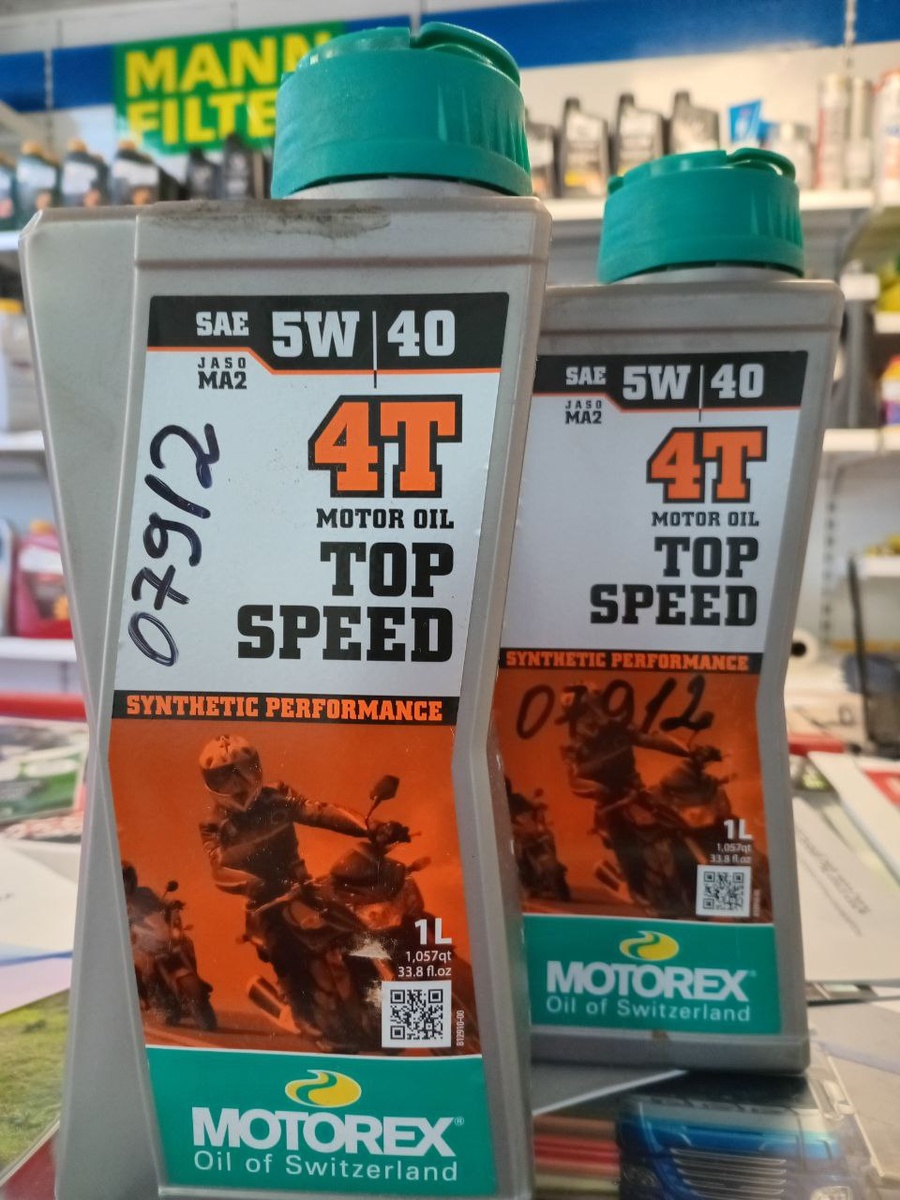 MANN
FILTE
SAE 5W 40
JASO
MA2
4T
MOTOR OIL
TOP
SPEED
07912
SYNTHETIC PERFORMANCE
1L
1,057qt
33.8 fl.oz
812910-00
MOTOREX®
Oil of Switzerland
SAE 5W 40
JASO
MA2
4T
MOTOR OIL
TOP
SPEED
SYNTHETIC PERFORMANCE
07912
1L
1,057qt
33.8 fl.oz
MOTOREX®
Oil of Switzerland